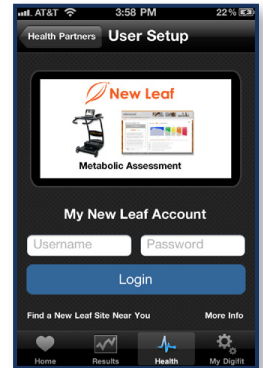 AT&T 3:58 PM 22%
Health Partners User Setup
New Leaf
Metabolic Assessment
My New Leaf Account
Username Password
Login
Find a New Leaf Site Near You More Info
Home Results Health My Digifit